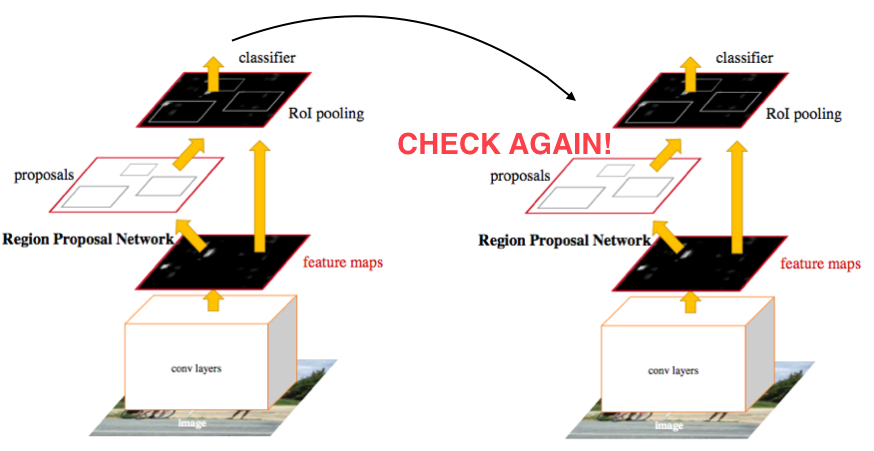 classifier
RoI pooling
proposals
Region Proposal Network
feature maps
conv layers
image
CHECK AGAIN!
classifier
RoI pooling
proposals
Region Proposal Network
feature maps
conv layers
image